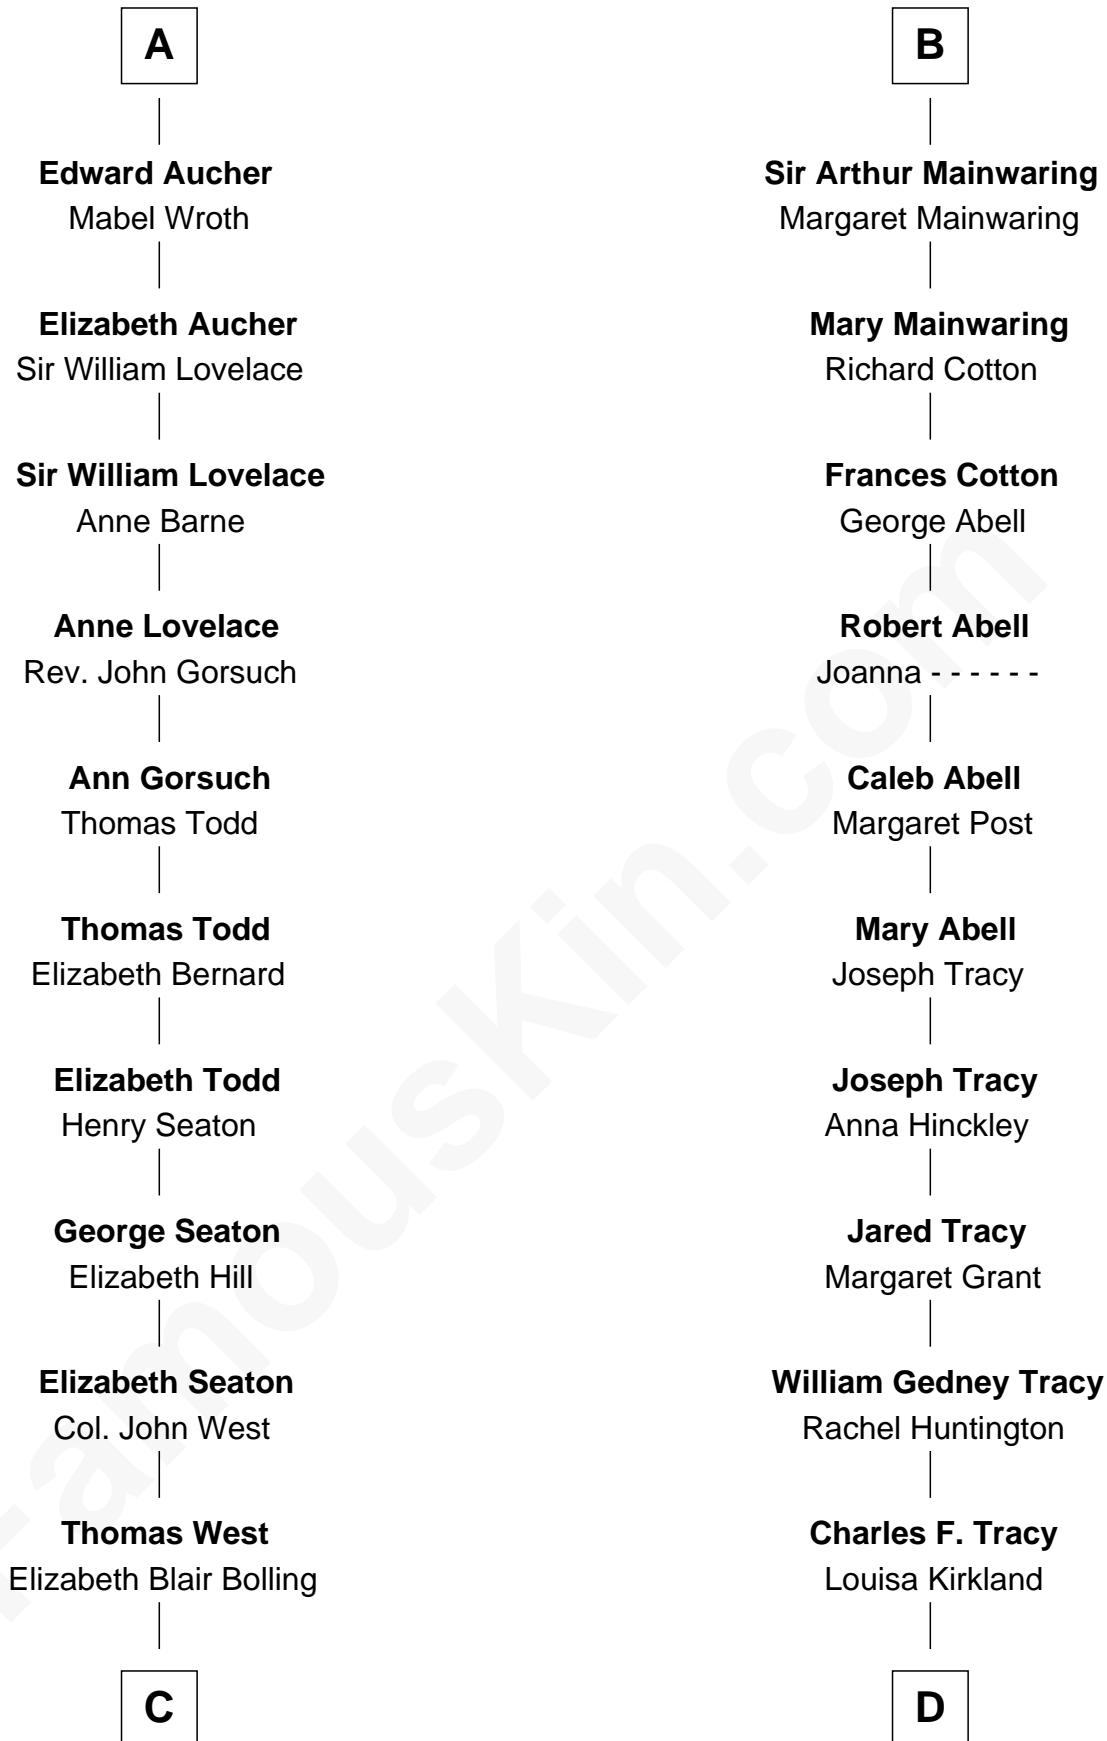 A
Edward Aucher
Mabel Wroth
Elizabeth Aucher
Sir William Lovelace
Sir William Lovelace
Anne Barne
Anne Lovelace
Rev. John Gorsuch
Ann Gorsuch
Thomas Todd
Thomas Todd
Elizabeth Bernard
Elizabeth Todd
Henry Seaton
George Seaton
Elizabeth Hill
Elizabeth Seaton
Col. John West
Thomas West
Elizabeth Blair Bolling
C
B
Sir Arthur Mainwaring
Margaret Mainwaring
Mary Mainwaring
Richard Cotton
Frances Cotton
George Abell
Robert Abell
Joanna - - - - - -
Caleb Abell
Margaret Post
Mary Abell
Joseph Tracy
Joseph Tracy
Anna Hinckley
Jared Tracy
Margaret Grant
William Gedney Tracy
Rachel Huntington
Charles F. Tracy
Louisa Kirkland
D
FamousKin.com